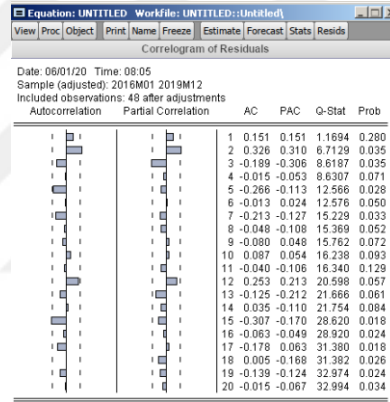 Equation: UNTITLED Workfile: UNTITLED::Untitled\
View Proc Object Print Name Freeze Estimate Forecast Stats Resids
Correlogram of Residuals
Date: 06/01/20 Time: 08:05
Sample (adjusted): 2016M01 2019M12
Included observations: 48 after adjustments
Autocorrelation Partial Correlation AC PAC Q-Stat Prob
1 0.151 0.151 1.1694 0.280
2 0.326 0.310 6.7129 0.035
3 -0.189 -0.306 8.6187 0.035
4 -0.015 -0.053 8.6307 0.071
5 -0.266 -0.113 12.566 0.028
6 -0.013 0.024 12.576 0.050
7 -0.213 -0.127 15.229 0.033
8 -0.048 -0.108 15.369 0.052
9 -0.080 0.048 15.762 0.072
10 0.087 0.054 16.238 0.093
11 -0.040 -0.106 16.340 0.129
12 0.253 0.213 20.598 0.057
13 -0.125 -0.212 21.666 0.061
14 0.035 -0.110 21.754 0.084
15 -0.307 -0.170 28.620 0.018
16 -0.063 -0.049 28.920 0.024
17 -0.178 0.063 31.380 0.018
18 0.005 -0.168 31.382 0.026
19 -0.139 -0.124 32.974 0.024
20 -0.015 -0.067 32.994 0.034